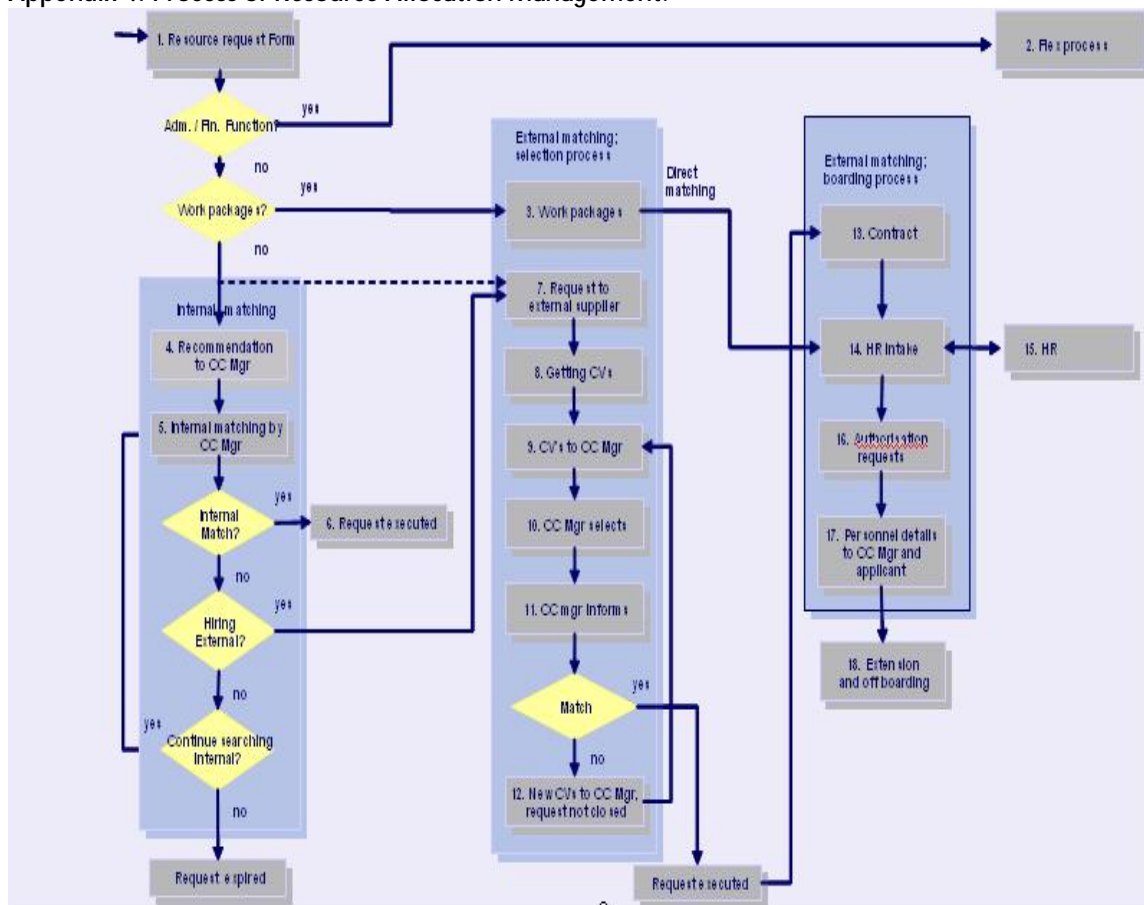 Appendix 1. Process of Resource Allocation Management.
1. Resource request Form
2. Flex process
Adm. / Fin. Function?
yes
no
Work packages?
yes
no
Internal matching
4. Recommendation
to CC Mgr
5. Internal matching by
CC Mgr
Internal
Match?
yes
6. Request executed
no
Hiring
External?
yes
no
Continue searching
Internal?
yes
no
Request expired
External matching;
selection process
3. Work packages
Direct
matching
7. Request to
external supplier
8. Getting CVs
9. CV's to CC Mgr
10. CC Mgr selects
11. CC mgr informs
Match
yes
no
12. New CVs to CC Mgr,
request not closed
Request executed
External matching;
boarding process
13. Contract
14. HR Intake
15. HR
16. Authorisation
requests
17. Personnel details
to CC Mgr and
applicant
18. Extension
and off boarding